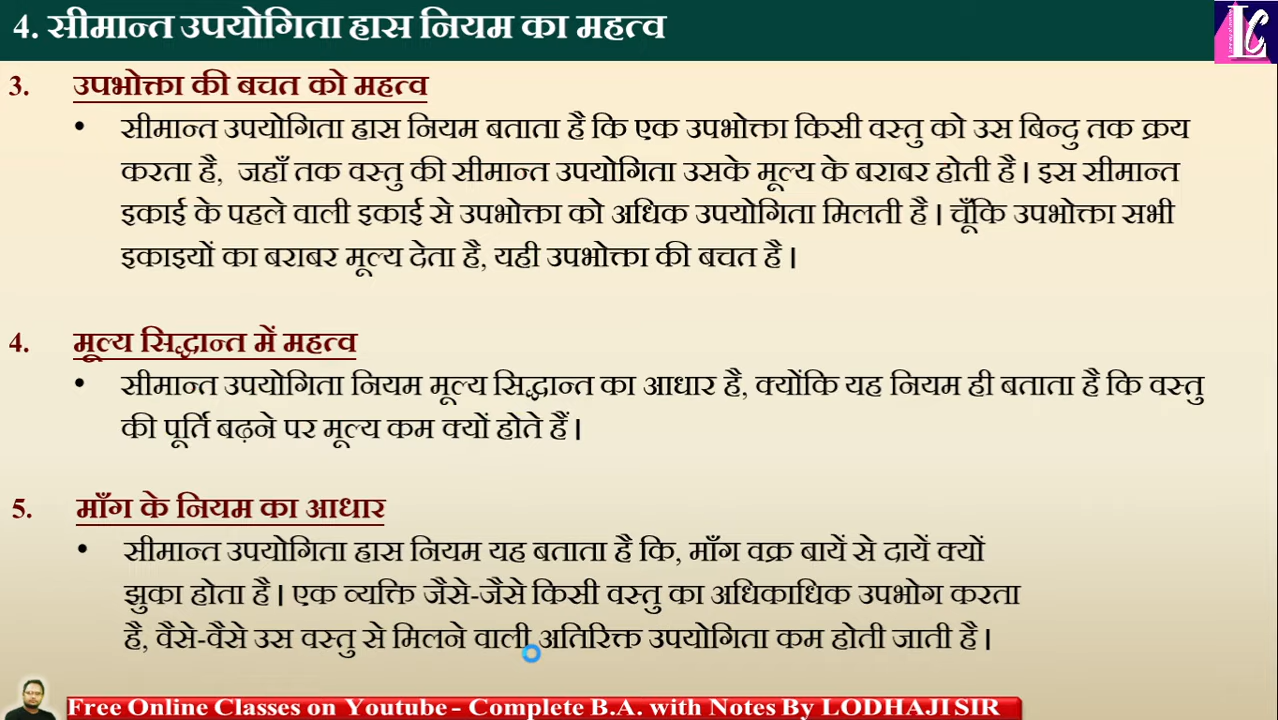 4. सीमान्त उपयोगिता ह्रास नियम का महत्व
LC
3. उपभोक्ता की बचत को महत्व
• सीमान्त उपयोगिता ह्रास नियम बताता है कि एक उपभोक्ता किसी वस्तु को उस बिन्दु तक क्रय
करता है, जहाँ तक वस्तु की सीमान्त उपयोगिता उसके मूल्य के बराबर होती है। इस सीमान्त
इकाई के पहले वाली इकाई से उपभोक्ता को अधिक उपयोगिता मिलती है। चूँकि उपभोक्ता सभी
इकाइयों का बराबर मूल्य देता है, यही उपभोक्ता की बचत है।
4. मूल्य सिद्धान्त में महत्व
• सीमान्त उपयोगिता नियम मूल्य सिद्धान्त का आधार है, क्योंकि यह नियम ही बताता है कि वस्तु
की पूर्ति बढ़ने पर मूल्य कम क्यों होते हैं।
5. माँग के नियम का आधार
• सीमान्त उपयोगिता ह्रास नियम यह बताता है कि, माँग वक्र बायें से दायें क्यों
झुका होता है। एक व्यक्ति जैसे-जैसे किसी वस्तु का अधिकाधिक उपभोग करता
है, वैसे-वैसे उस वस्तु से मिलने वाली अतिरिक्त उपयोगिता कम होती जाती है।
Free Online Classes on Youtube - Complete B.A. with Notes By LODHAJI SIR